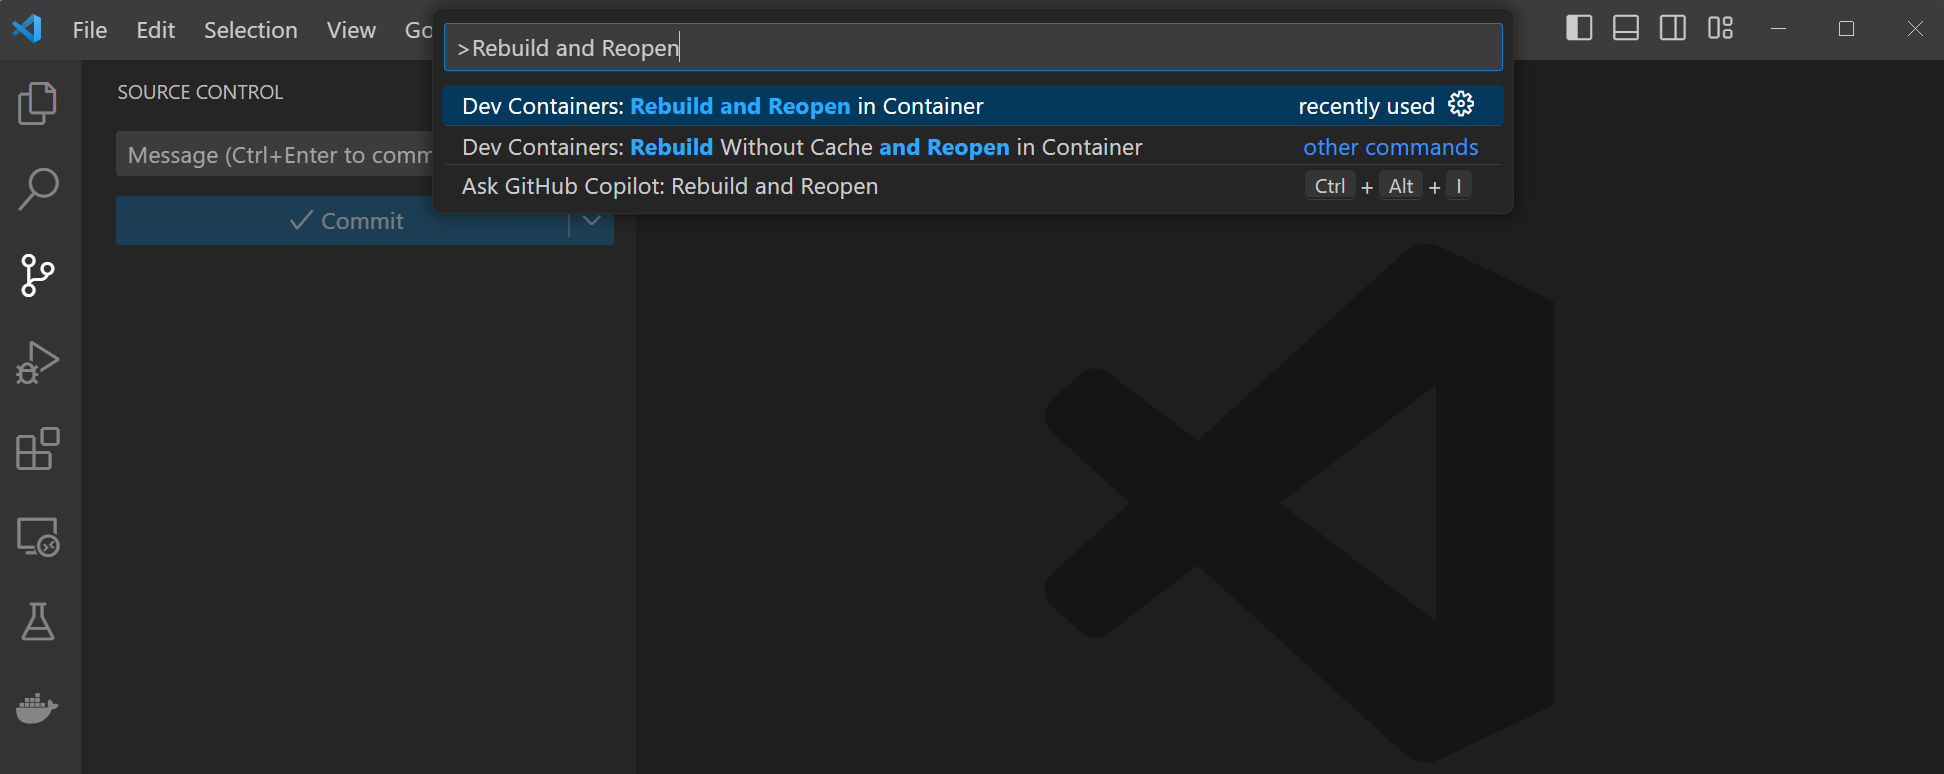 File Edit Selection View Go
>Rebuild and Reopen
SOURCE CONTROL
Dev Containers: Rebuild and Reopen in Container recently used
Message (Ctrl+Enter to comm
Dev Containers: Rebuild Without Cache and Reopen in Container other commands
Ask GitHub Copilot: Rebuild and Reopen Ctrl + Alt + I
Commit